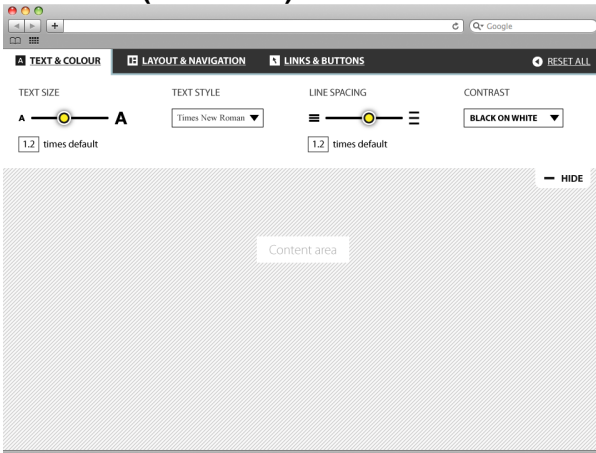 Google
A TEXT & COLOUR LAYOUT & NAVIGATION LINKS & BUTTONS RESET ALL
TEXT SIZE TEXT STYLE LINE SPACING CONTRAST
A A Times New Roman BLACK ON WHITE
1.2 times default 1.2 times default
HIDE
Content area